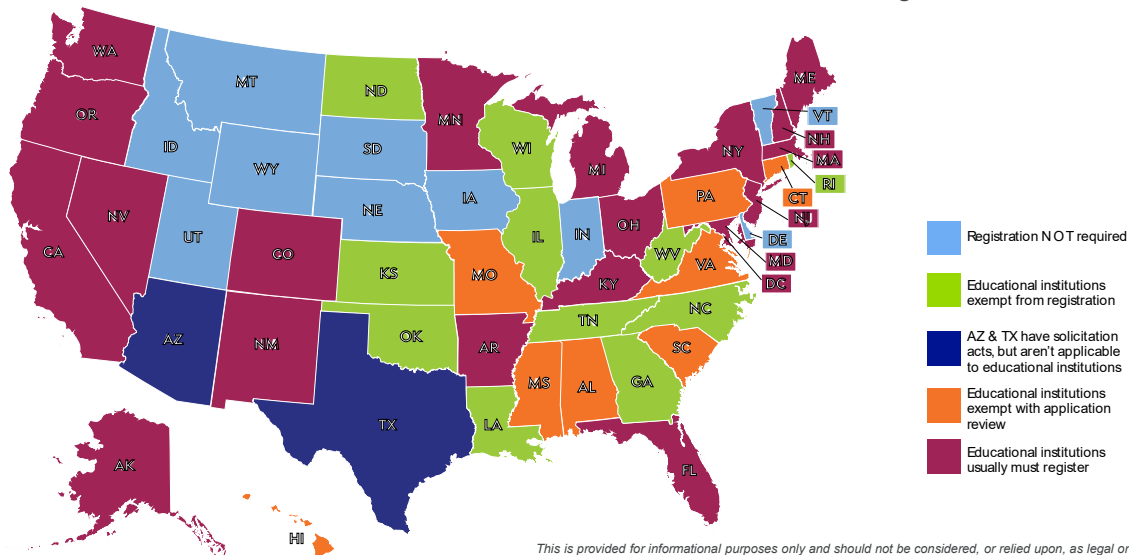 WA
MT
ND
MN
ME
VT
OR
ID
SD
WI
MI
NY
NH
MA
WY
RI
PA
CT
NV
NE
IA
NJ
CA
UT
CO
KS
MO
IL
IN
OH
WV
VA
DE
MD
KY
DC
AZ
NM
OK
AR
TN
NC
SC
MS
AL
GA
TX
LA
FL
AK
HI
Registration NOT required
Educational institutions
exempt from registration
AZ & TX have solicitation
acts, but aren't applicable
to educational institutions
Educational institutions
exempt with application
review
Educational institutions
usually must register
This is provided for informational purposes only and should not be considered, or relied upon, as legal or